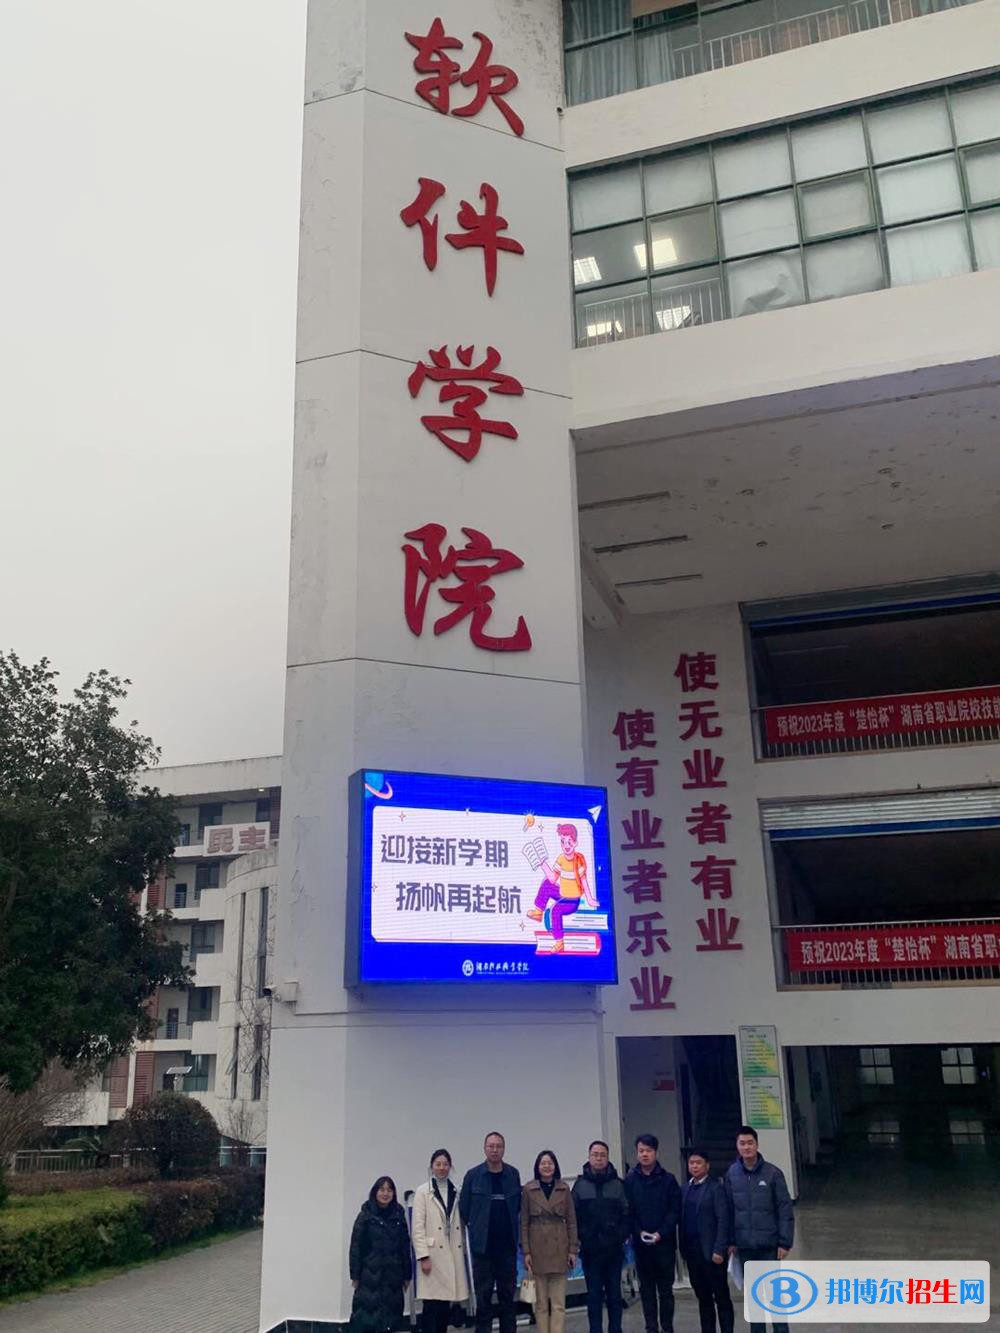 软件学院
使无业者有业
使有业者乐业
预祝2023年度“楚怡杯”湖南省职业院校技能
迎接新学期
扬帆再起航
民主
预祝2023年度“楚怡杯”湖南省职
邦博尔招生网